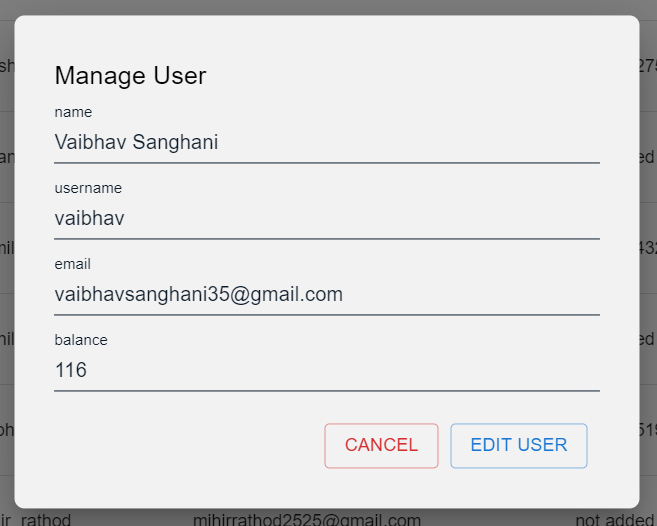 Manage User
name
Vaibhav Sanghani
username
vaibhav
email
vaibhavsanghani35@gmail.com
balance
116
CANCEL EDIT USER
mihirrathod2525@gmail.com not added